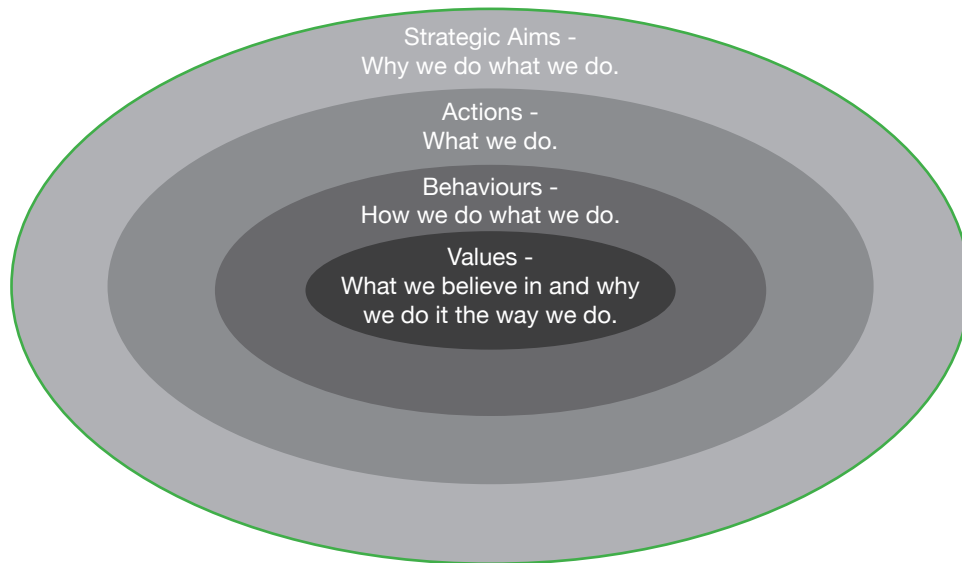 Strategic Aims -
Why we do what we do.
Actions -
What we do.
Behaviours -
How we do what we do.
Values -
What we believe in and why
we do it the way we do.